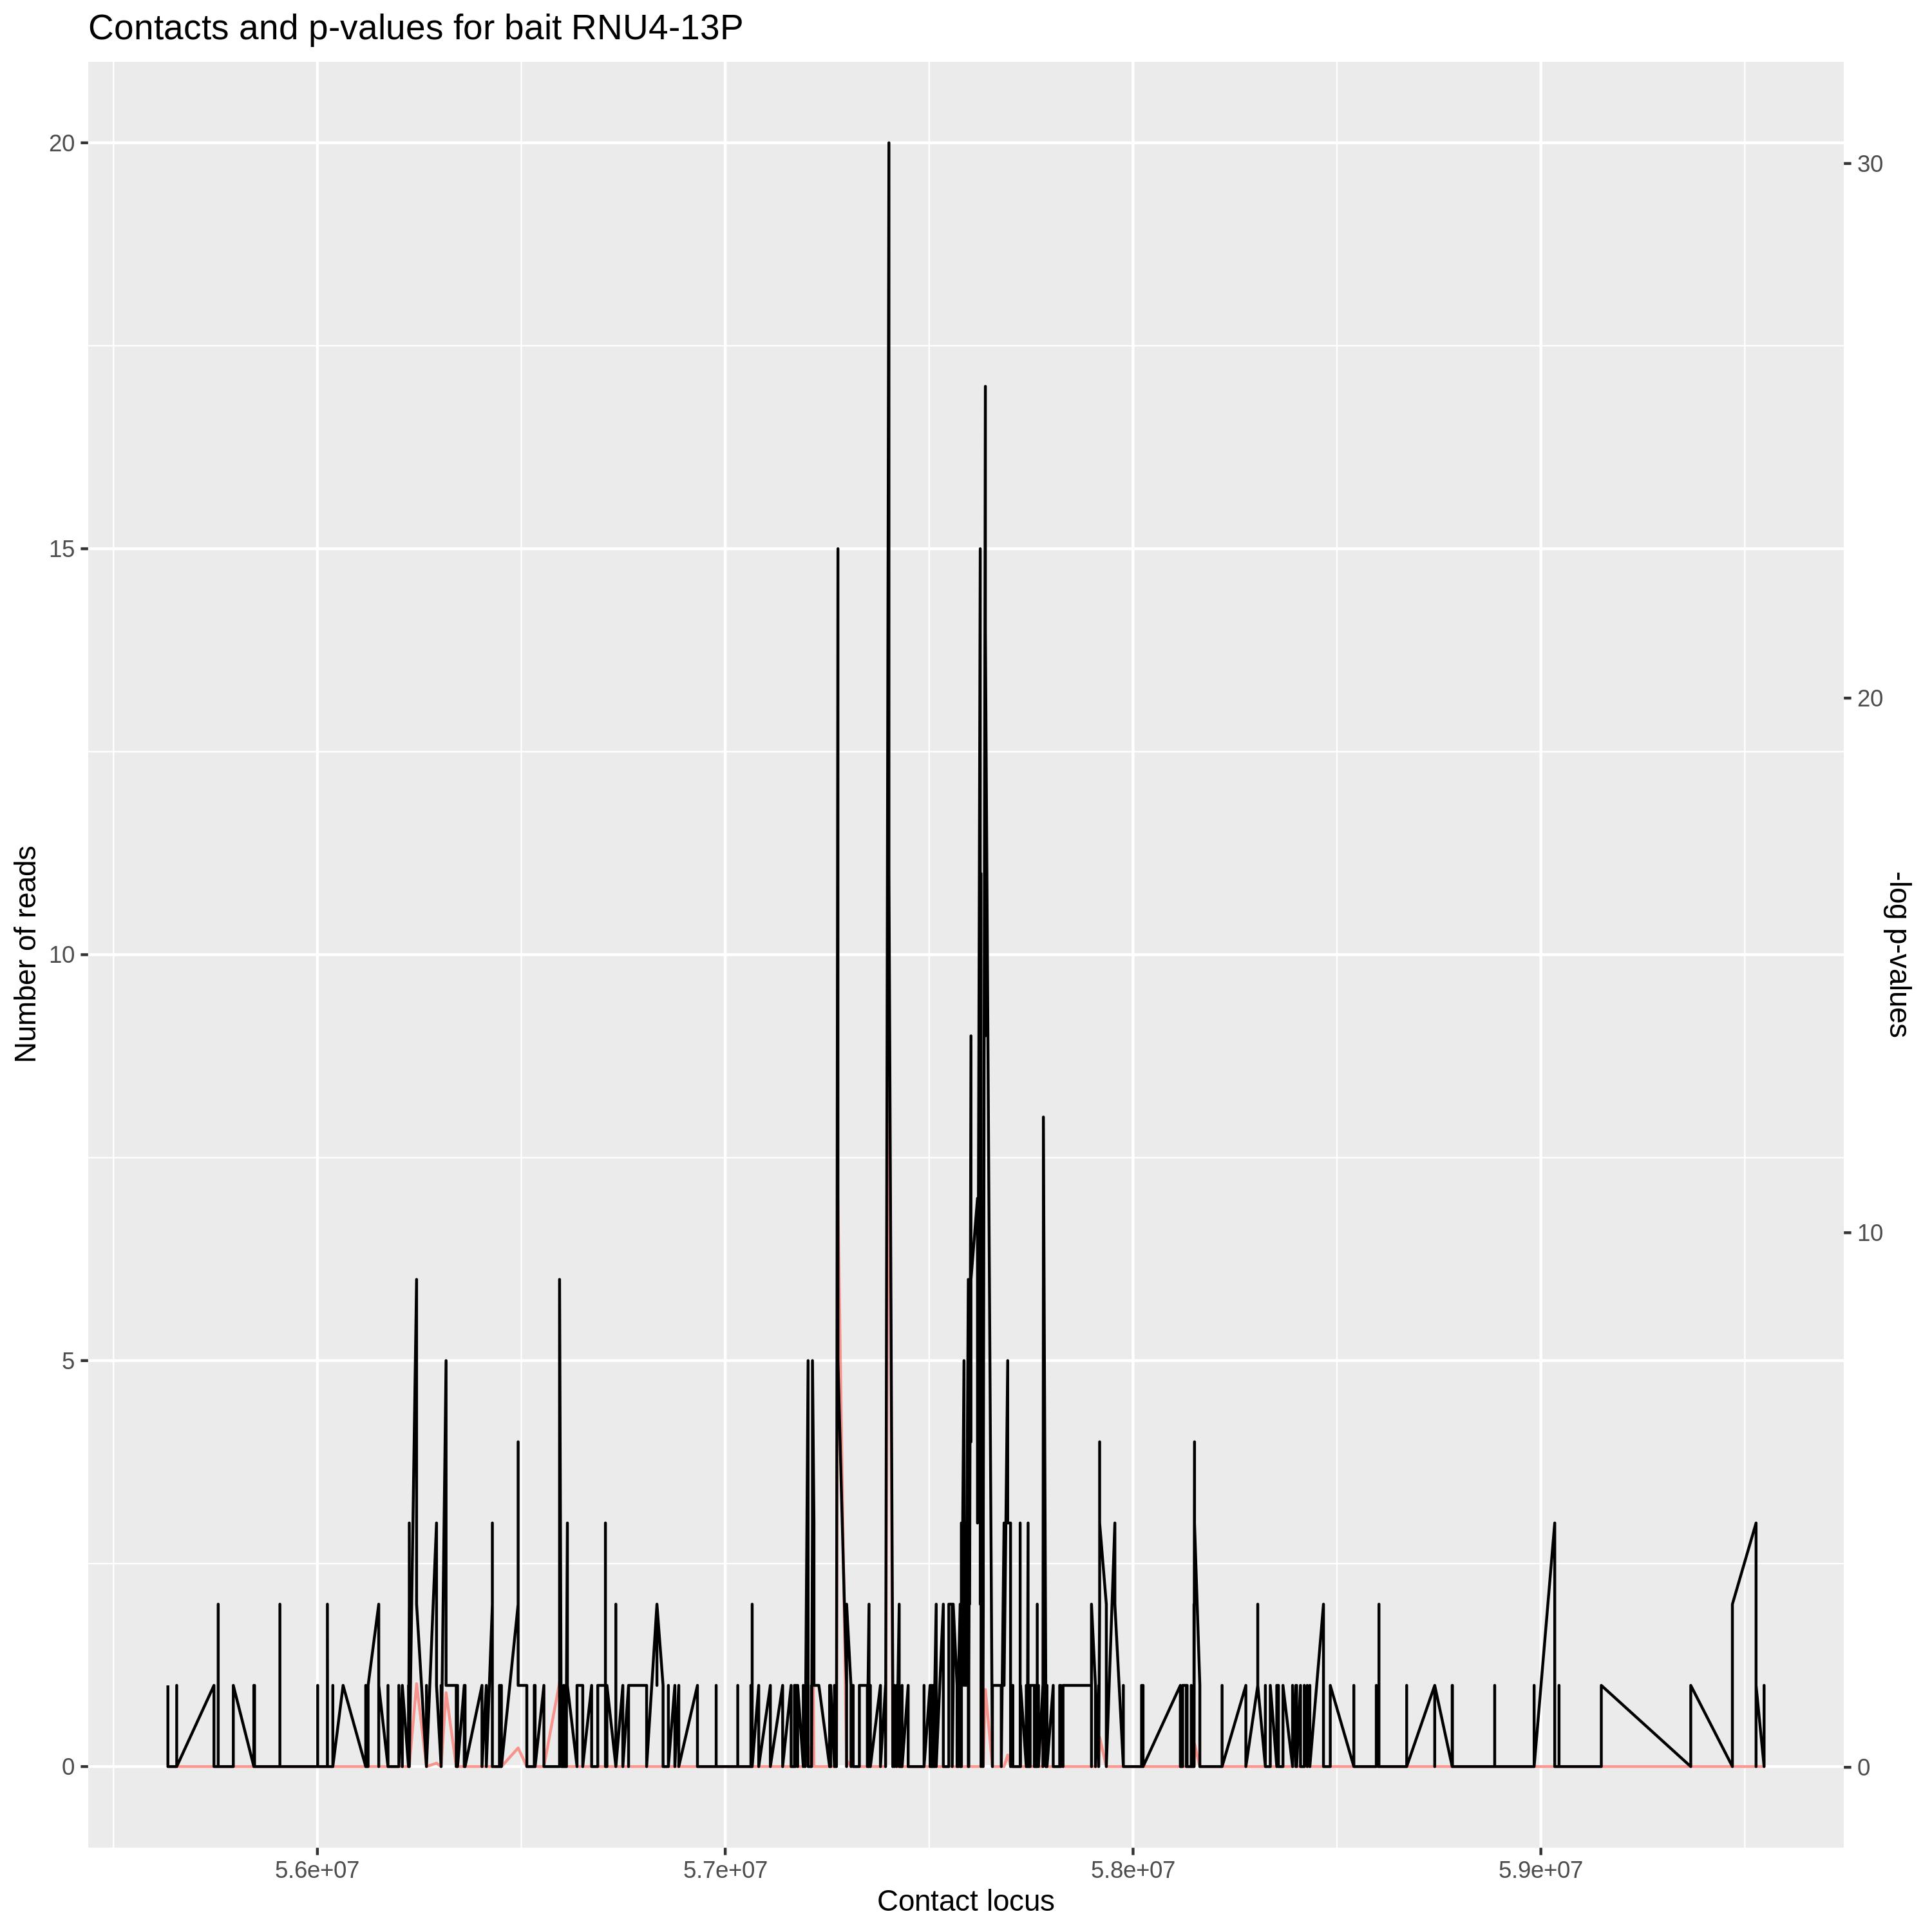 Contacts and p-values for bait RNU4-13P
20
15
10
5
0
Number of reads
30
20
10
0
-log p-values
5.6e+07 5.7e+07 5.8e+07 5.9e+07
Contact locus